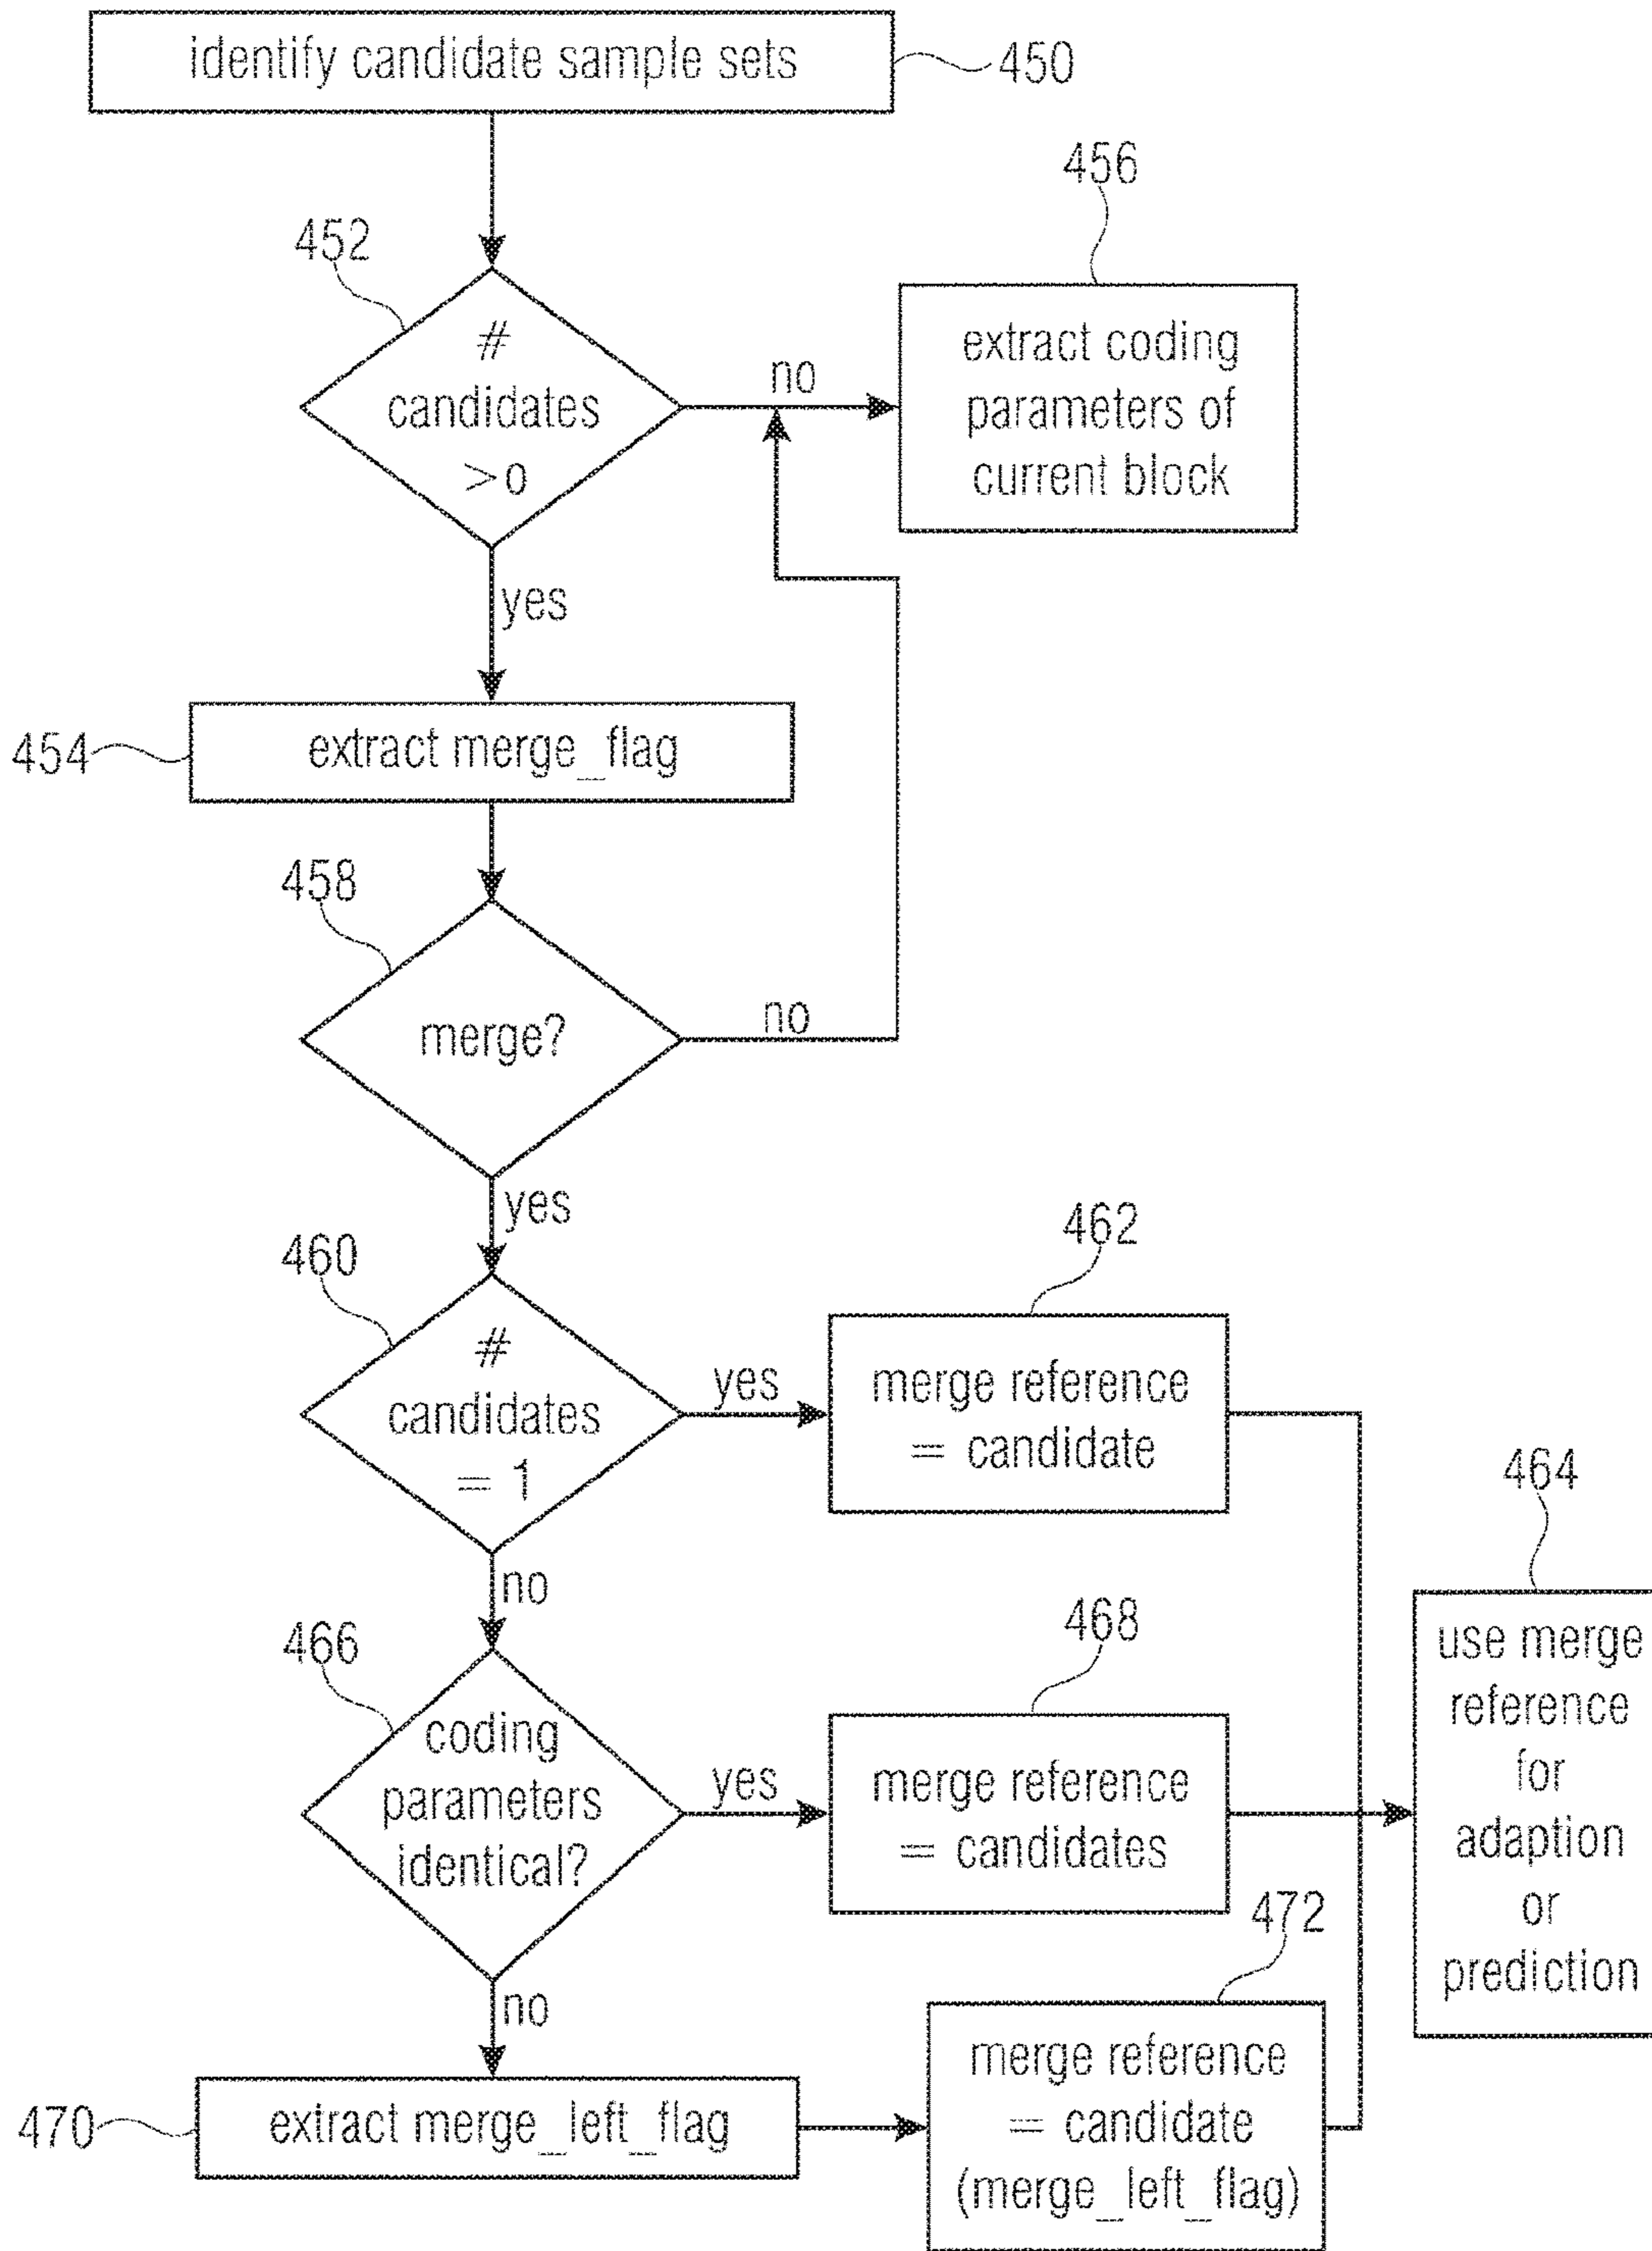 identify candidate sample sets
450
456
452
#
candidates
>0
no
extract coding
parameters of
current block
yes
454
extract merge_flag
458
merge?
no
yes
460
#
candidates
= 1
yes
462
merge reference
= candidate
464
use merge
reference
for
adaption
or
prediction
no
466
coding
parameters
identical?
yes
468
merge reference
= candidates
no
470
extract merge_left_flag
472
merge reference
= candidate
(merge_left_flag)